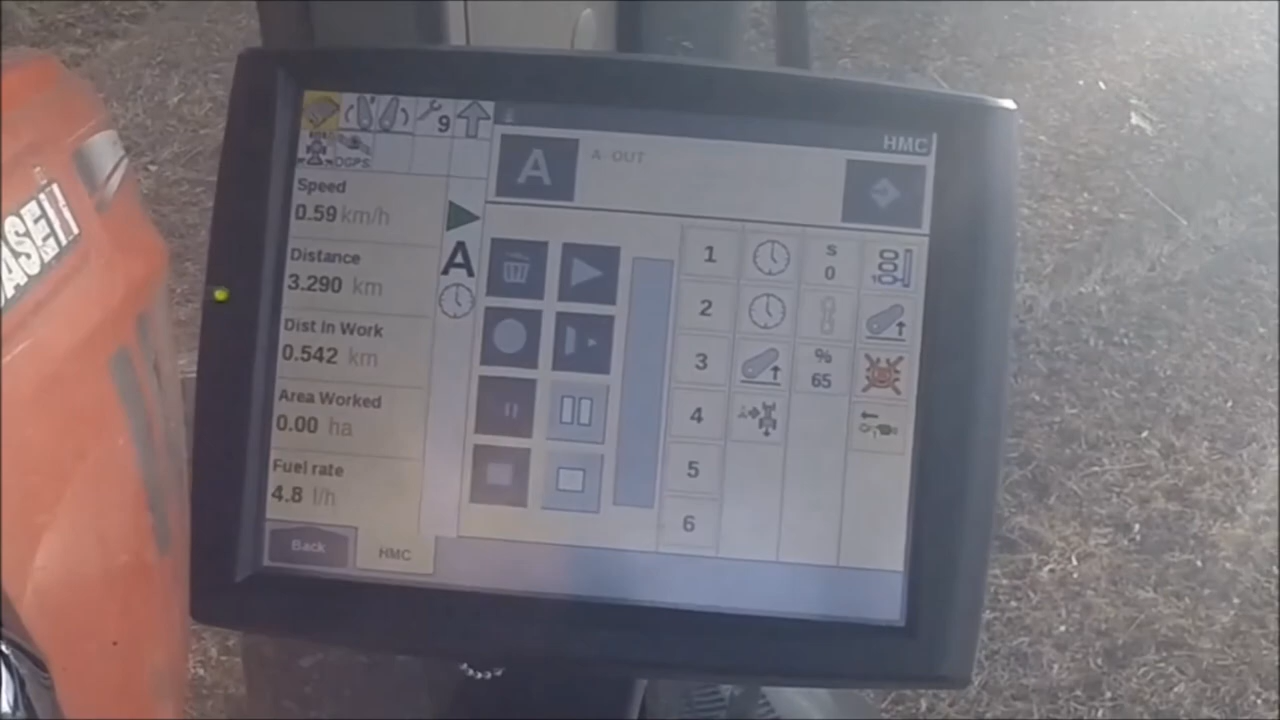 9
HMC
DGPS
A
A- OUT
Speed
0.59 km/h
A
Distance
3.290 km
Dist In Work
0.542 km
Area Worked
0.00 ha
Fuel rate
4.8 l/h
1
s
0
2
3
%
65
4
5
6
Back
HMC
ASE